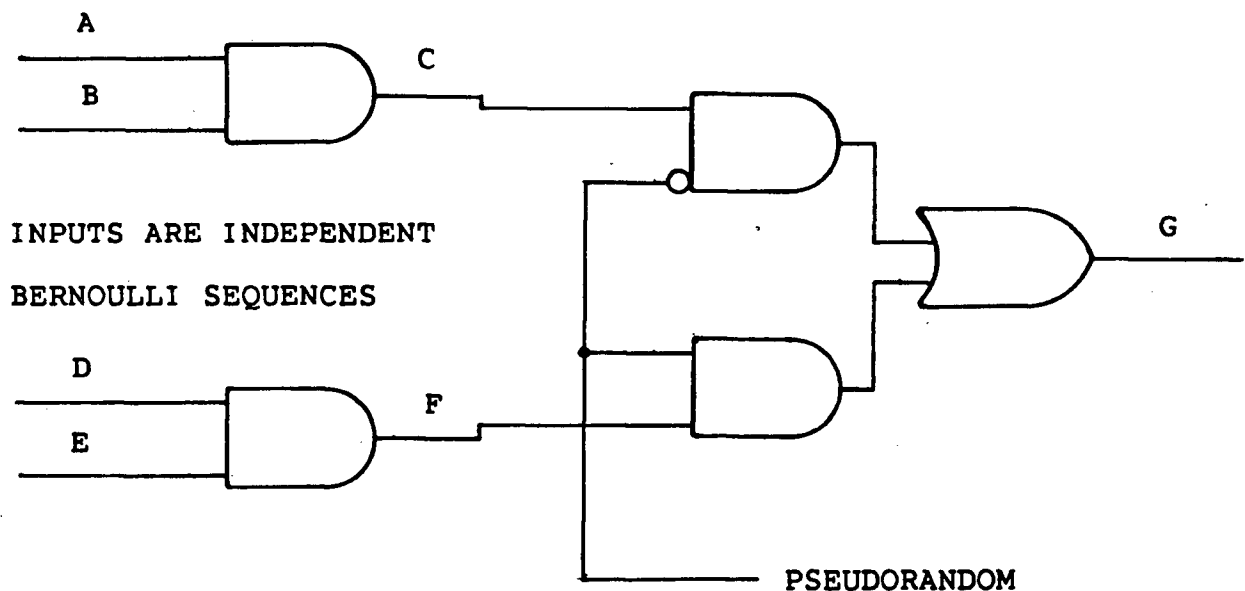 A
B
C
INPUTS ARE INDEPENDENT
BERNOULLI SEQUENCES
D
E
F
G
PSEUDORANDOM